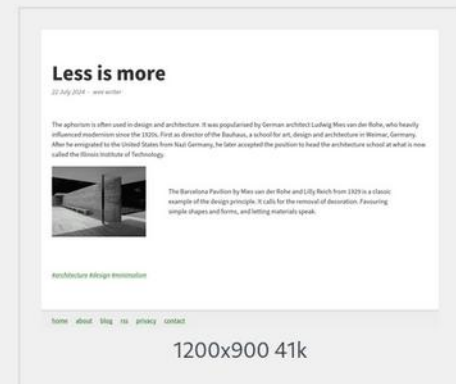 Less is more
22 July 2024 - wee writer
The aphorism is often used in design and architecture. It was popularised by German architect Ludwig Mies van der Rohe, who heavily
influenced modernism since the 1920s. First as director of the Bauhaus, a school for art, design and architecture in Weimar, Germany.
After he emigrated to the United States from Nazi Germany, he later accepted the position to head the architecture school at what is now
called the Illinois Institute of Technology.
The Barcelona Pavilion by Mies van der Rohe and Lilly Reich from 1929 is a classic
example of the design principle. It calls for the removal of decoration. Favouring
simple shapes and forms, and letting materials speak.
#architecture #design #minimalism
home about blog rss privacy contact
1200x900 41k